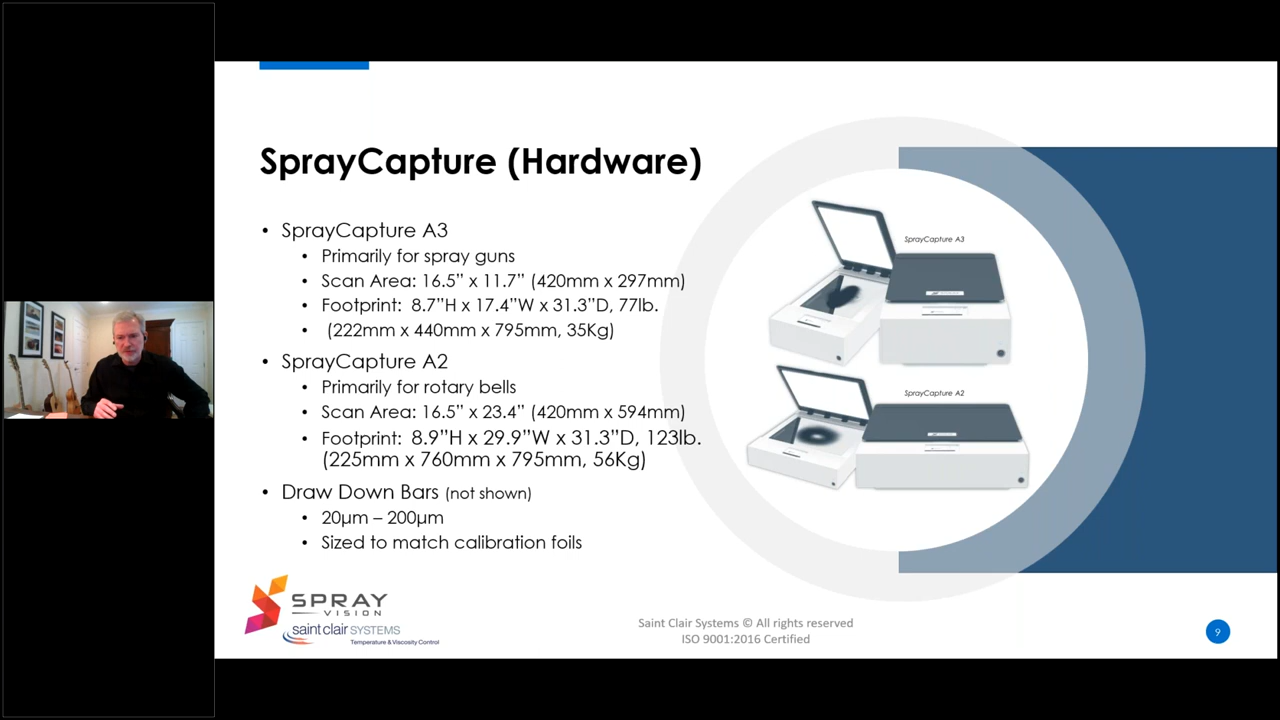 SprayCapture (Hardware)
• SprayCapture A3
• Primarily for spray guns
• Scan Area: 16.5” x 11.7” (420mm x 297mm)
• Footprint: 8.7”H x 17.4”W x 31.3”D, 77lb.
• (222mm x 440mm x 795mm, 35Kg)
• SprayCapture A2
• Primarily for rotary bells
• Scan Area: 16.5” x 23.4” (420mm x 594mm)
• Footprint: 8.9”H x 29.9”W x 31.3”D, 123lb.
(225mm x 760mm x 795mm, 56Kg)
• Draw Down Bars (not shown)
• 20µm – 200µm
• Sized to match calibration foils
SprayCapture A3
SprayCapture A2
SPRAY
VISION
saint clair SYSTEMS
Temperature & Viscosity Control
Saint Clair Systems © All rights reserved
ISO 9001:2016 Certified
9